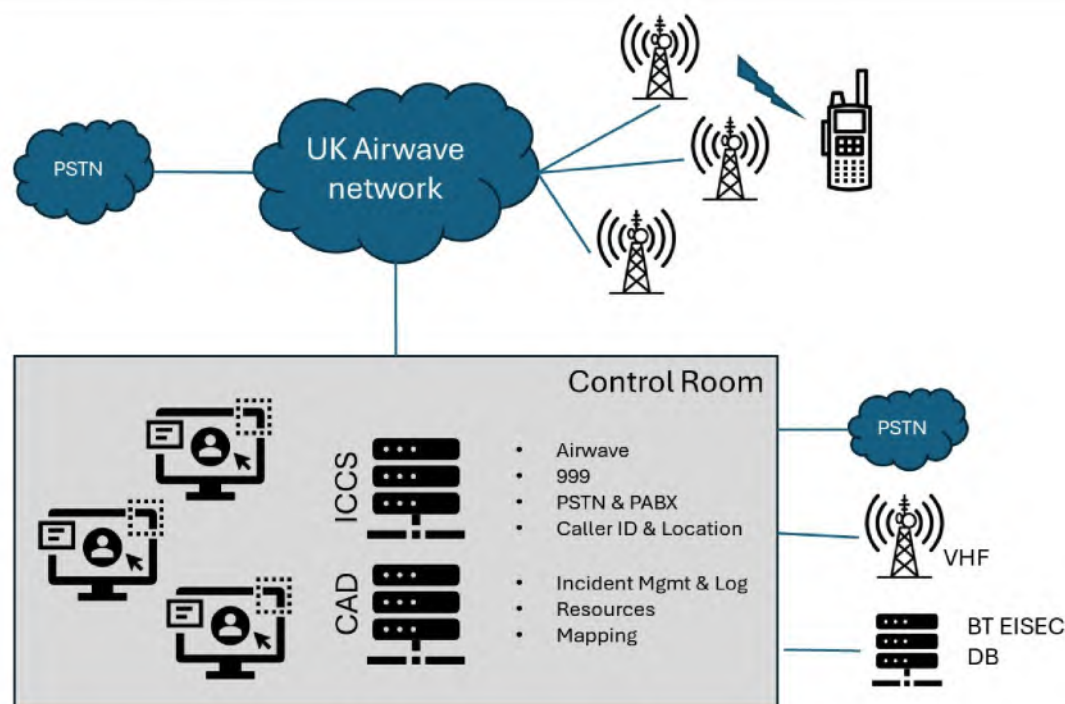 PSTN
UK Airwave
network
Control Room
ICCS
• Airwave
• 999
• PSTN & PABX
• Caller ID & Location
CAD
• Incident Mgmt & Log
• Resources
• Mapping
PSTN
VHF
BT EISEC
DB